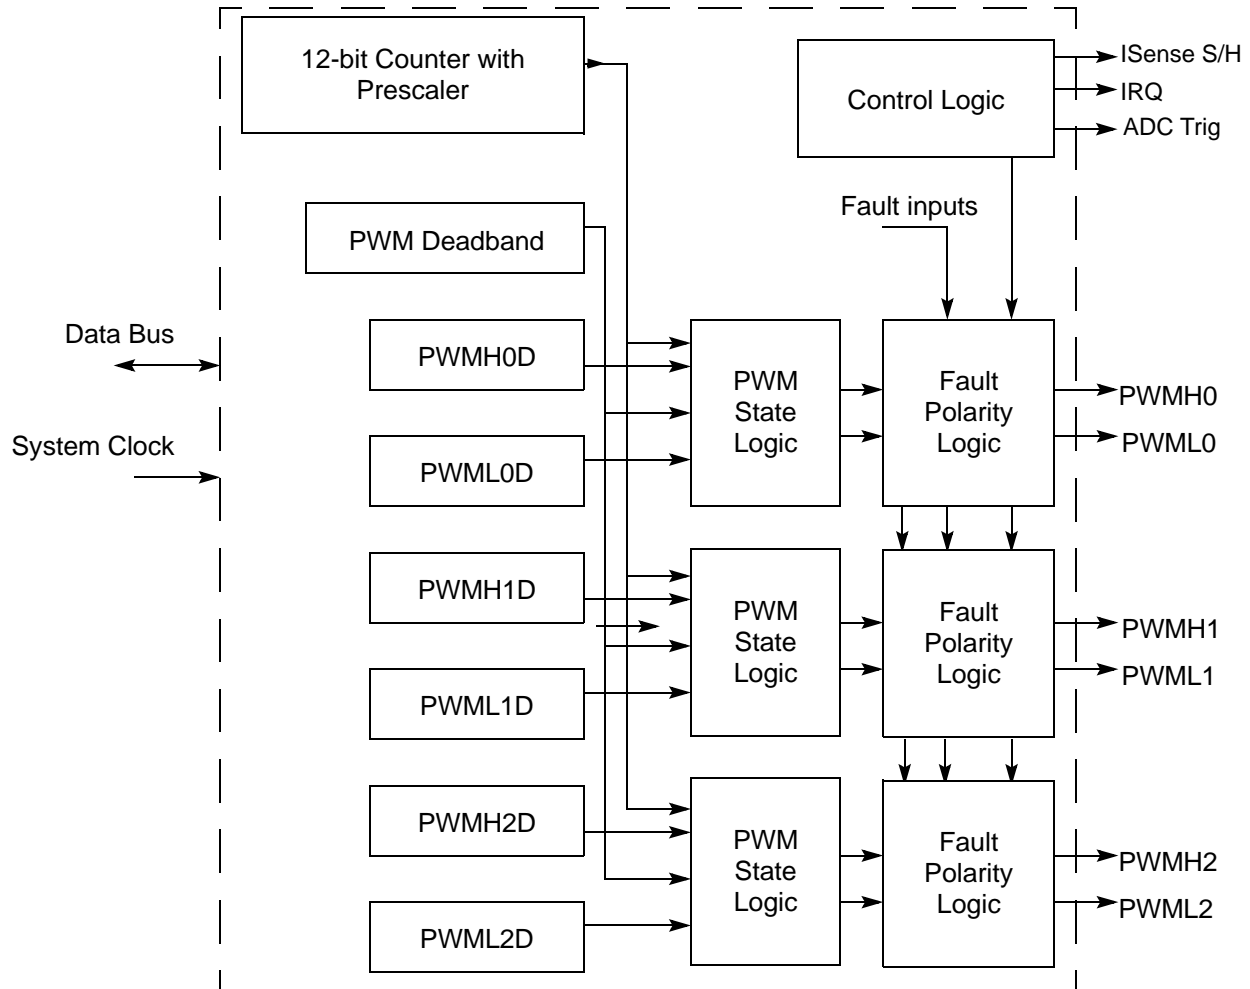 12-bit Counter with
Prescaler
Control Logic
ISense S/H
IRQ
ADC Trig
PWM Deadband
Fault inputs
Data Bus
System Clock
PWMH0D
PWML0D
PWM
State
Logic
Fault
Polarity
Logic
PWMH0
PWML0
PWMH1D
PWML1D
PWM
State
Logic
Fault
Polarity
Logic
PWMH1
PWML1
PWMH2D
PWML2D
PWM
State
Logic
Fault
Polarity
Logic
PWMH2
PWML2